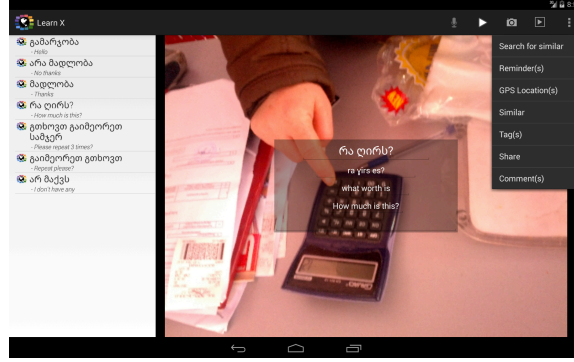 8:
Learn X
გამარჯობა
- Hello
არა მადლობა
- No thanks
მადლობა
- Thanks
რა ღირს?
- How much is this?
გთხოვთ გაიმეორეთ
სამჯერ
- Please repeat 3 times?
გაიმეორეთ გთხოვთ
- Repeat please?
არ მაქვს
- I don't have any
რა ღირს?
ra ɣirs es?
what worth is
How much is this?
Search for similar
Reminder(s)
GPS Location(s)
Similar
Tag(s)
Share
Comment(s)